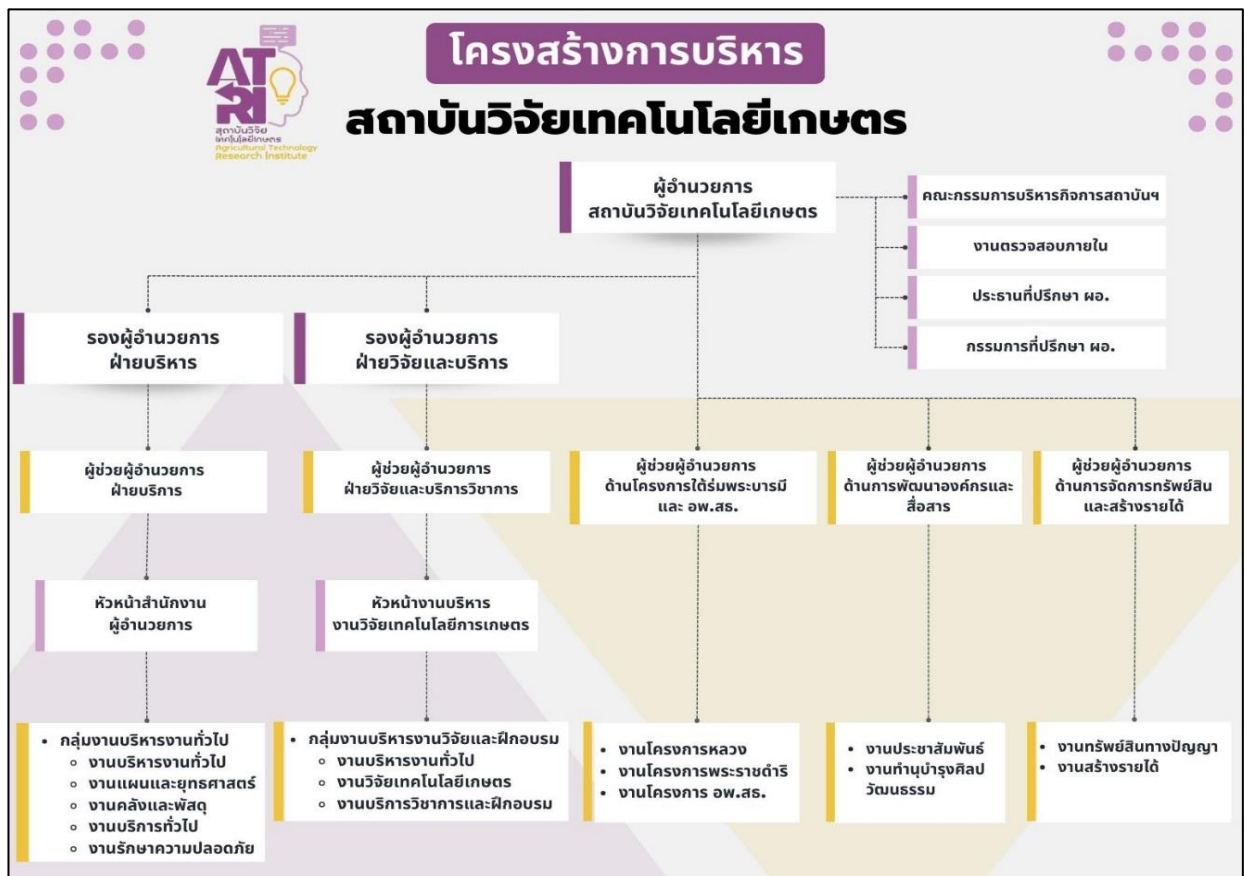 AT
RI
สถาบันวิจัย
เทคโนโลยีเกษตร
Agricultural Technology
Research Institute
โครงสร้างการบริหาร
สถาบันวิจัยเทคโนโลยีเกษตร
ผู้อำนวยการ
สถาบันวิจัยเทคโนโลยีเกษตร
คณะกรรมการบริหารกิจการสถาบันฯ
งานตรวจสอบภายใน
ประธานที่ปรึกษา ผอ.
กรรมการที่ปรึกษา ผอ.
รองผู้อำนวยการ
ฝ่ายบริหาร
รองผู้อำนวยการ
ฝ่ายวิจัยและบริการ
ผู้ช่วยผู้อำนวยการ
ฝ่ายบริการ
ผู้ช่วยผู้อำนวยการ
ฝ่ายวิจัยและบริการวิชาการ
ผู้ช่วยผู้อำนวยการ
ด้านโครงการใต้ร่มพระบารมี
และ อพ.สธ.
ผู้ช่วยผู้อำนวยการ
ด้านการพัฒนาองค์กรและ
สื่อสาร
ผู้ช่วยผู้อำนวยการ
ด้านการจัดการทรัพย์สิน
และสร้างรายได้
หัวหน้าสำนักงาน
ผู้อำนวยการ
หัวหน้างานบริหาร
งานวิจัยเทคโนโลยีการเกษตร
• กลุ่มงานบริหารงานทั่วไป
◦ งานบริหารงานทั่วไป
◦ งานแผนและยุทธศาสตร์
◦ งานคลังและพัสดุ
◦ งานบริการทั่วไป
◦ งานรักษาความปลอดภัย
• กลุ่มงานบริหารงานวิจัยและฝึกอบรม
◦ งานบริหารงานทั่วไป
◦ งานวิจัยเทคโนโลยีเกษตร
◦ งานบริการวิชาการและฝึกอบรม
• งานโครงการหลวง
• งานโครงการพระราชดำริ
• งานโครงการ อพ.สธ.
• งานประชาสัมพันธ์
• งานทำนุบำรุงศิลป
วัฒนธรรม
• งานทรัพย์สินทางปัญญา
• งานสร้างรายได้